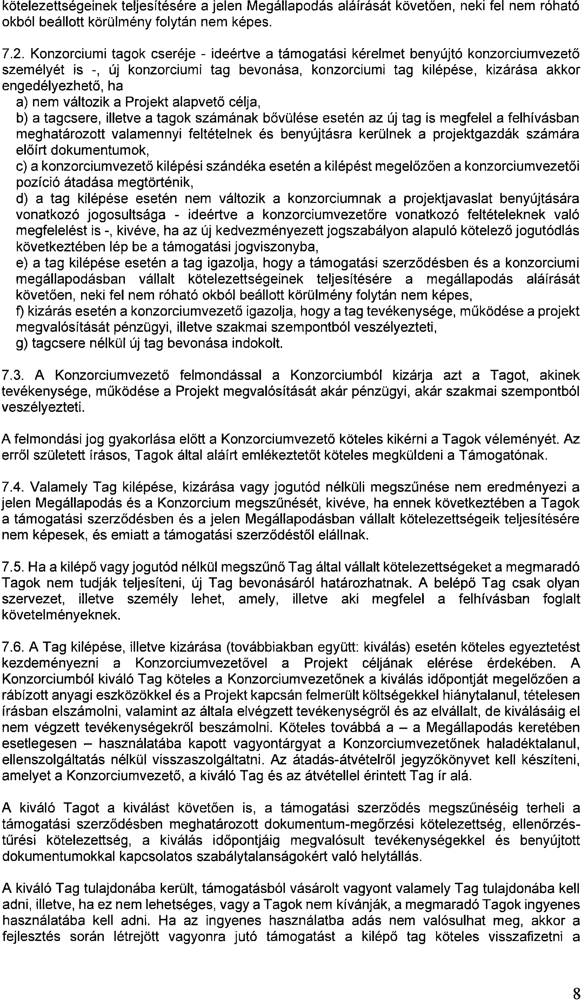 kötelezettségeinek teljesítésére a jelen Megállapodás aláírását követően, neki fel nem róható
okból beállott körülmény folytán nem képes.
7.2. Konzorciumi tagok cseréje - ideértve a támogatási kérelmet benyújtó konzorciumvezető
személyét is -, új konzorciumi tag bevonása, konzorciumi tag kilépése, kizárása akkor
engedélyezhető, ha
a) nem változik a Projekt alapvető célja,
b) a tagcsere, illetve a tagok számának bővülése esetén az új tag is megfelel a felhívásban
meghatározott valamennyi feltételnek és benyújtásra kerülnek a projektgazdák számára
előírt dokumentumok,
c) a konzorciumvezető kilépési szándéka esetén a kilépést megelőzően a konzorciumvezetői
pozíció átadása megtörténik,
d) a tag kilépése esetén nem változik a konzorciumnak a projektjavaslat benyújtására
vonatkozó jogosultsága - ideértve a konzorciumvezetőre vonatkozó feltételeknek való
megfelelést is -, kivéve, ha az új kedvezményezett jogszabályon alapuló kötelező jogutódlás
következtében lép be a támogatási jogviszonyba,
e) a tag kilépése esetén a tag igazolja, hogy a támogatási szerződésben és a konzorciumi
megállapodásban vállalt kötelezettségeinek teljesítésére a megállapodás aláírását
követően, neki fel nem róható okból beállott körülmény folytán nem képes,
f) kizárás esetén a konzorciumvezető igazolja, hogy a tag tevékenysége, működése a projekt
megvalósítását pénzügyi, illetve szakmai szempontból veszélyezteti,
g) tagcsere nélkül új tag bevonása indokolt.
7.3. A Konzorciumvezető felmondással a Konzorciumból kizárja azt a Tagot, akinek
tevékenysége, működése a Projekt megvalósítását akár pénzügyi, akár szakmai szempontból
veszélyezteti.
A felmondási jog gyakorlása előtt a Konzorciumvezető köteles kikérni a Tagok véleményét. Az
erről született írásos, Tagok által aláírt emlékeztetőt köteles megküldeni a Támogatónak.
7.4. Valamely Tag kilépése, kizárása vagy jogutód nélküli megszűnése nem eredményezi a
jelen Megállapodás és a Konzorcium megszűnését, kivéve, ha ennek következtében a Tagok
a támogatási szerződésben és a jelen Megállapodásban vállalt kötelezettségeik teljesítésére
nem képesek, és emiatt a támogatási szerződéstől elállnak.
7.5. Ha a kilépő vagy jogutód nélkül megszűnő Tag által vállalt kötelezettségeket a megmaradó
Tagok nem tudják teljesíteni, új Tag bevonásáról határozhatnak. A belépő Tag csak olyan
szervezet, illetve személy lehet, amely, illetve aki megfelel a felhívásban foglalt
követelményeknek.
7.6. A Tag kilépése, illetve kizárása (továbbiakban együtt: kiválás) esetén köteles egyeztetést
kezdeményezni a Konzorciumvezetővel a Projekt céljának elérése érdekében. A
Konzorciumból kiváló Tag köteles a Konzorciumvezetőnek a kiválás időpontját megelőzően a
rábízott anyagi eszközökkel és a Projekt kapcsán felmerült költségekkel hiánytalanul, tételesen
írásban elszámolni, valamint az általa elvégzett tevékenységről és az elvállalt, de kiválásáig el
nem végzett tevékenységekről beszámolni. Köteles továbbá a – a Megállapodás keretében
esetlegesen – használatába kapott vagyontárgyat a Konzorciumvezetőnek haladéktalanul,
ellenszolgáltatás nélkül visszaszolgáltatni. Az átadás-átvételről jegyzőkönyvet kell készíteni,
amelyet a Konzorciumvezető, a kiváló Tag és az átvétellel érintett Tag ír alá.
A kiváló Tagot a kiválást követően is, a támogatási szerződés megszűnéséig terheli a
támogatási szerződésben meghatározott dokumentum-megőrzési kötelezettség, ellenőrzés-
tűrési kötelezettség, a kiválás időpontjáig megvalósult tevékenységekkel és benyújtott
dokumentumokkal kapcsolatos szabálytalanságokért való helytállás.
A kiváló Tag tulajdonába került, támogatásból vásárolt vagyont valamely Tag tulajdonába kell
adni, illetve, ha ez nem lehetséges, vagy a Tagok nem kívánják, a megmaradó Tagok ingyenes
használatába kell adni. Ha az ingyenes használatba adás nem valósulhat meg, akkor a
fejlesztés során létrejött vagyonra jutó támogatást a kilépő tag köteles visszafizetni a
8